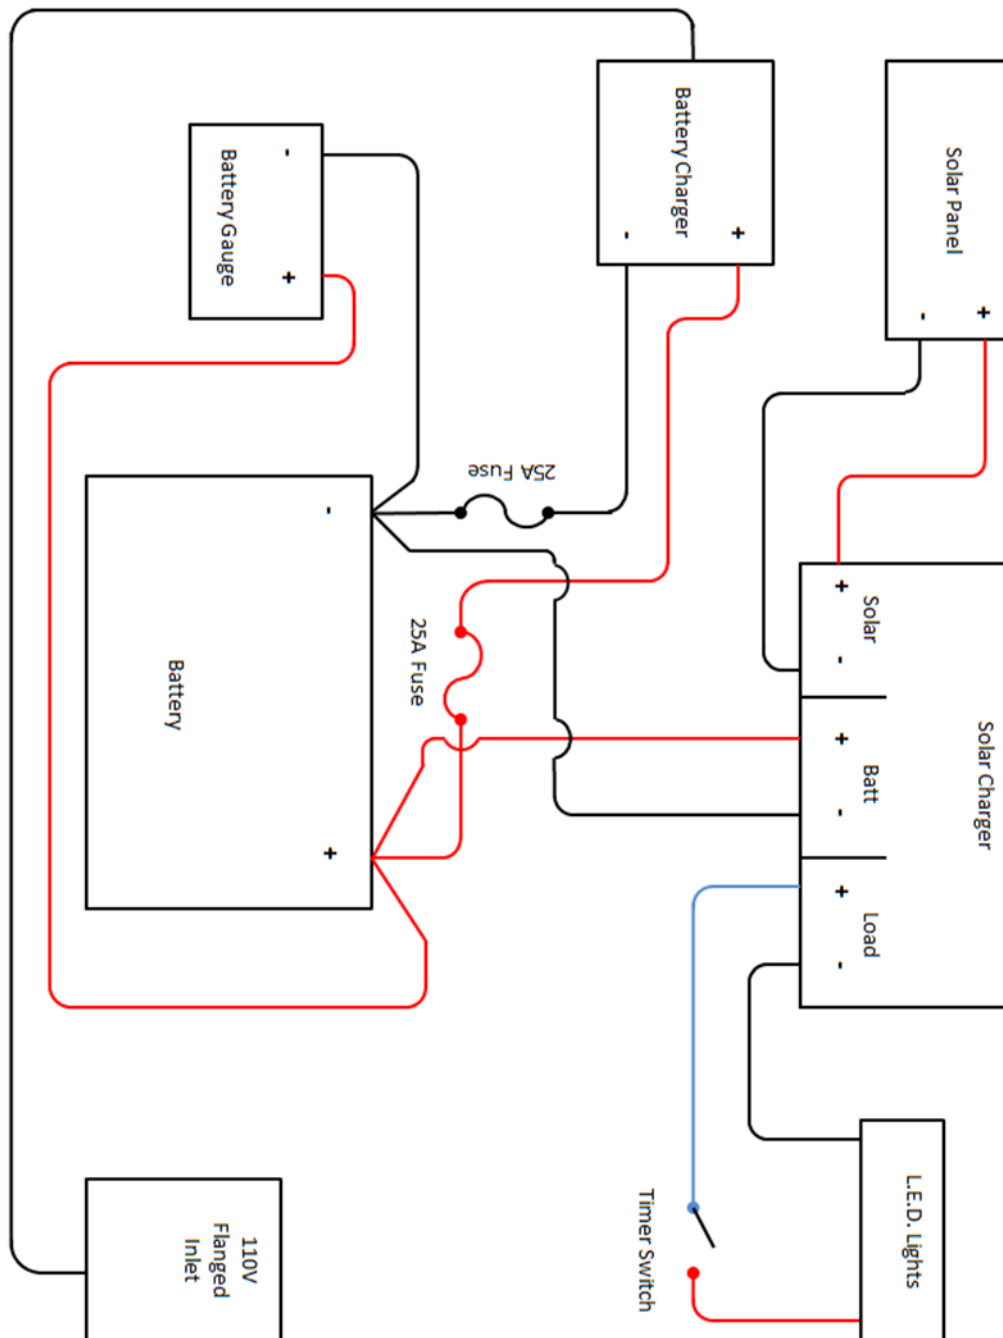 Solar Panel
-
+
Battery Charger
-
+
Battery Gauge
-
+
25A Fuse
25A Fuse
Battery
-
+
Solar Charger
Solar
+
-
Batt
+
-
Load
+
-
L.E.D. Lights
Timer Switch
110V
Flanged
Inlet